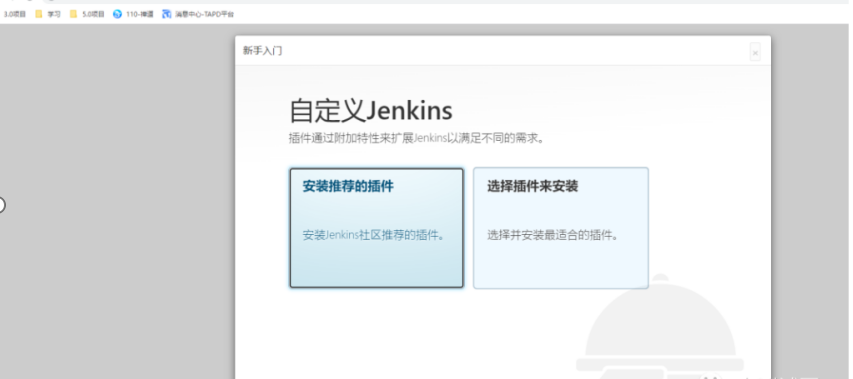 3.0项目 学习 5.0项目 110-禅道 消息中心-TAPD平台
新手入门
自定义Jenkins
插件通过附加特性来扩展Jenkins以满足不同的需求。
安装推荐的插件 选择插件来安装
安装Jenkins社区推荐的插件。 选择并安装最适合的插件。